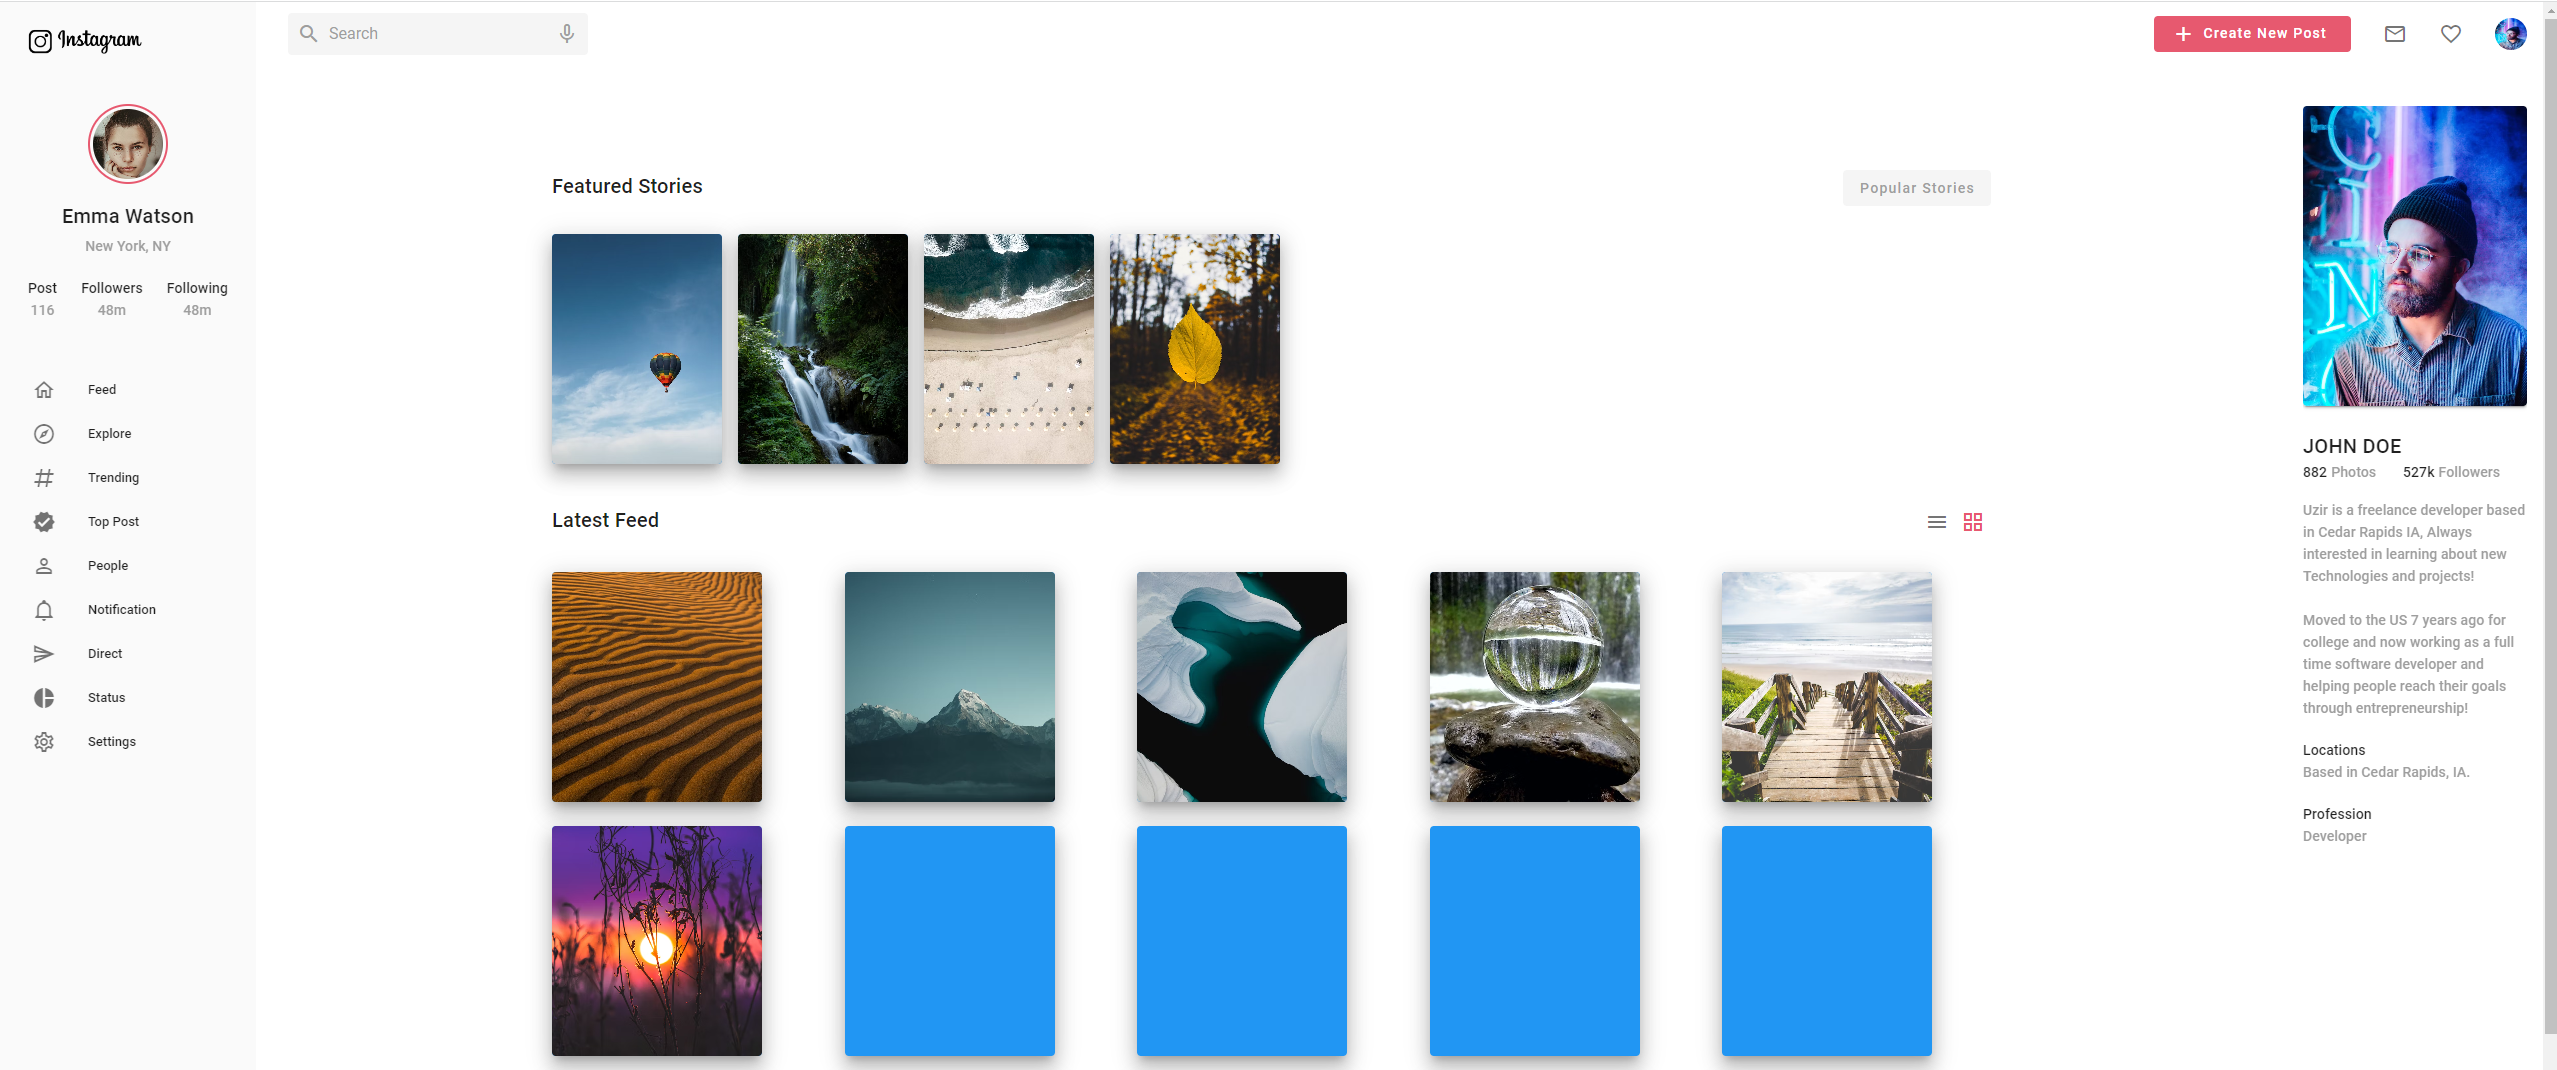 Instagram
Search
Create New Post
Emma Watson
New York, NY
Post Followers Following
116 48m 48m
Feed
Explore
Trending
Top Post
People
Notification
Direct
Status
Settings
Featured Stories
Popular Stories
Latest Feed
JOHN DOE
882 Photos 527k Followers
Uzir is a freelance developer based
in Cedar Rapids IA, Always
interested in learning about new
Technologies and projects!
Moved to the US 7 years ago for
college and now working as a full
time software developer and
helping people reach their goals
through entrepreneurship!
Locations
Based in Cedar Rapids, IA.
Profession
Developer